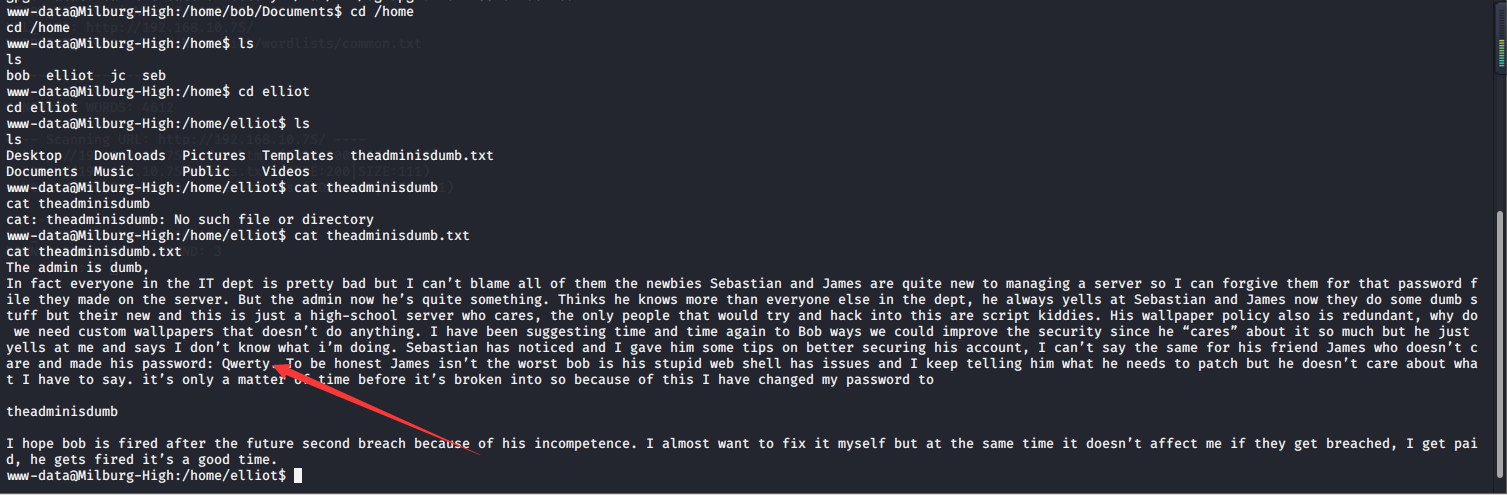 www-data@Milburg-High:/home/bob/Documents$ cd /home
cd /home
www-data@Milburg-High:/home$ ls
ls
bob  elliot  jc  seb
www-data@Milburg-High:/home$ cd elliot
cd elliot
www-data@Milburg-High:/home/elliot$ ls
ls
Desktop    Downloads  Pictures  Templates  theadminisdumb.txt
Documents  Music      Public    Videos
www-data@Milburg-High:/home/elliot$ cat theadminisdumb
cat theadminisdumb
cat: theadminisdumb: No such file or directory
www-data@Milburg-High:/home/elliot$ cat theadminisdumb.txt
cat theadminisdumb.txt
The admin is dumb,
In fact everyone in the IT dept is pretty bad but I can’t blame all of them the newbies Sebastian and James are quite new to managing a server so I can forgive them for that password f
ile they made on the server. But the admin now he’s quite something. Thinks he knows more than everyone else in the dept, he always yells at Sebastian and James now they do some dumb s
tuff but their new and this is just a high-school server who cares, the only people that would try and hack into this are script kiddies. His wallpaper policy also is redundant, why do
 we need custom wallpapers that doesn’t do anything. I have been suggesting time and time again to Bob ways we could improve the security since he “cares” about it so much but he just
yells at me and says I don’t know what i’m doing. Sebastian has noticed and I gave him some tips on better securing his account, I can’t say the same for his friend James who doesn’t c
are and made his password: Qwerty. To be honest James isn’t the worst bob is his stupid web shell has issues and I keep telling him what he needs to patch but he doesn’t care about wha
t I have to say. it’s only a matter of time before it’s broken into so because of this I have changed my password to
theadminisdumb
I hope bob is fired after the future second breach because of his incompetence. I almost want to fix it myself but at the same time it doesn’t affect me if they get breached, I get pai
d, he gets fired it’s a good time.
www-data@Milburg-High:/home/elliot$